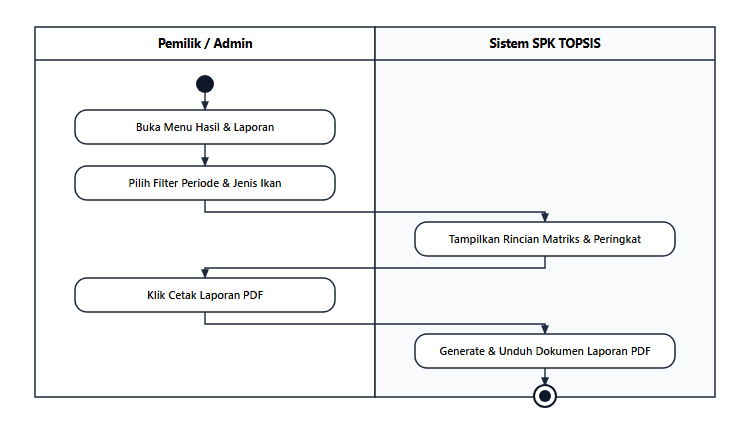 Pemilik / Admin
Sistem SPK TOPSIS
Buka Menu Hasil & Laporan
Pilih Filter Periode & Jenis Ikan
Tampilkan Rincian Matriks & Peringkat
Klik Cetak Laporan PDF
Generate & Unduh Dokumen Laporan PDF